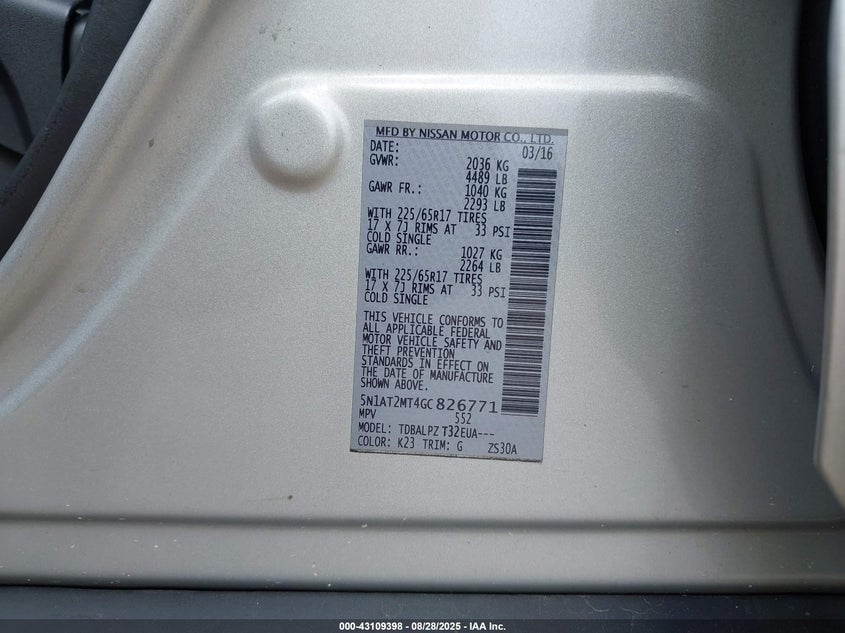 MFD BY NISSAN MOTOR CO., LTD.
DATE: 03/16
GVWR: 2036 KG
4489 LB
GAWR FR.: 1040 KG
2293 LB
WITH 225/65R17 TIRES
17 X 7J RIMS AT 33 PSI
COLD SINGLE
GAWR RR.: 1027 KG
2264 LB
WITH 225/65R17 TIRES
17 X 7J RIMS AT 33 PSI
COLD SINGLE
THIS VEHICLE CONFORMS TO
ALL APPLICABLE FEDERAL
MOTOR VEHICLE SAFETY AND
THEFT PREVENTION
STANDARDS IN EFFECT ON
THE DATE OF MANUFACTURE
SHOWN ABOVE.
5N1AT2MT4GC826771
MPV 552
MODEL: TDBALPZ T32EUA---
COLOR: K23 TRIM: G ZS30A
000-43109398 - 08/28/2025 - IAA Inc.